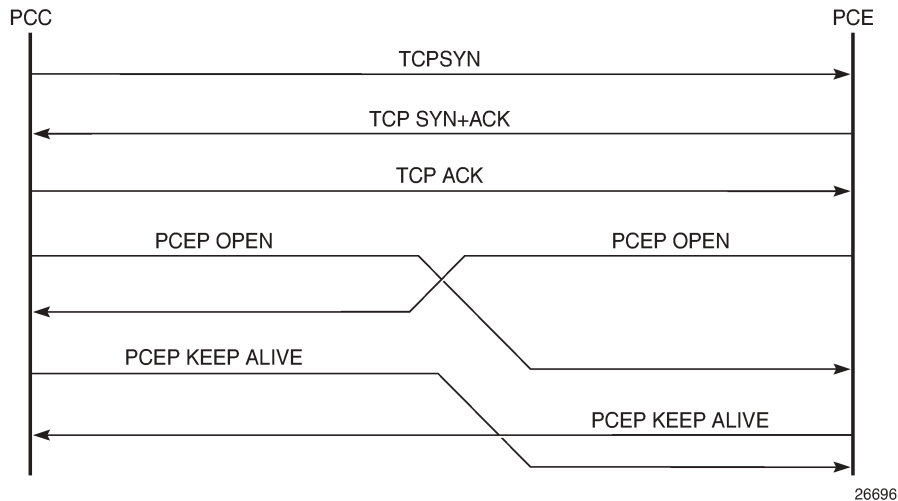 PCC
PCE
TCPSYN
TCP SYN+ACK
TCP ACK
PCEP OPEN
PCEP OPEN
PCEP KEEP ALIVE
PCEP KEEP ALIVE
26696